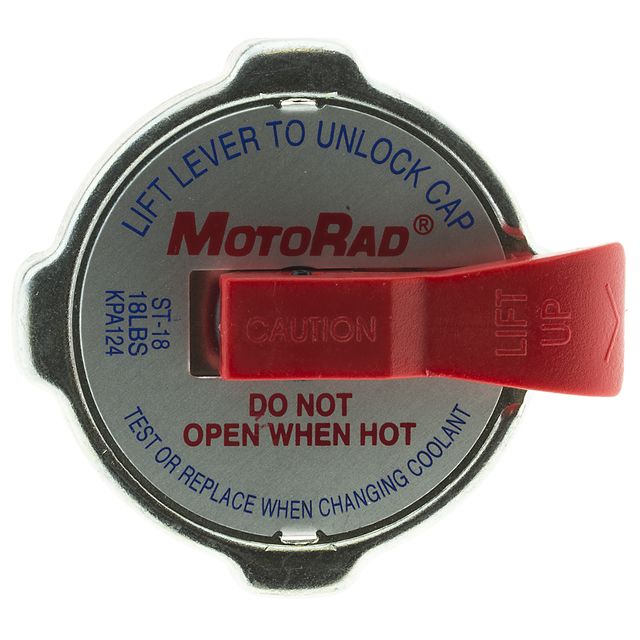 LIFT LEVER TO UNLOCK CAP
MOTORAD®
ST-18
18LBS
KPA124
CAUTION
LIFT
UP
DO NOT
OPEN WHEN HOT
TEST OR REPLACE WHEN CHANGING COOLANT